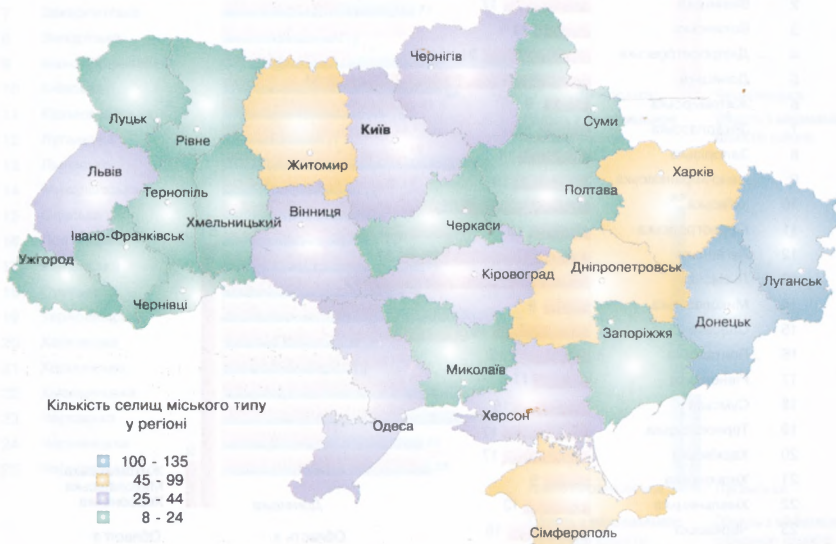 Чернігів
Луцьк
Рівне
Київ
Суми
Житомир
Львів
Харків
Тернопіль
Полтава
Хмельницький
Вінниця
Черкаси
Івано-Франківськ
Ужгород
Кіровоград
Дніпропетровськ
Луганськ
Чернівці
Донецьк
Запоріжжя
Миколаїв
Херсон
Одеса
Сімферополь
Кількість селищ міського типу
у регіоні
100 - 135
45 - 99
25 - 44
8 - 24